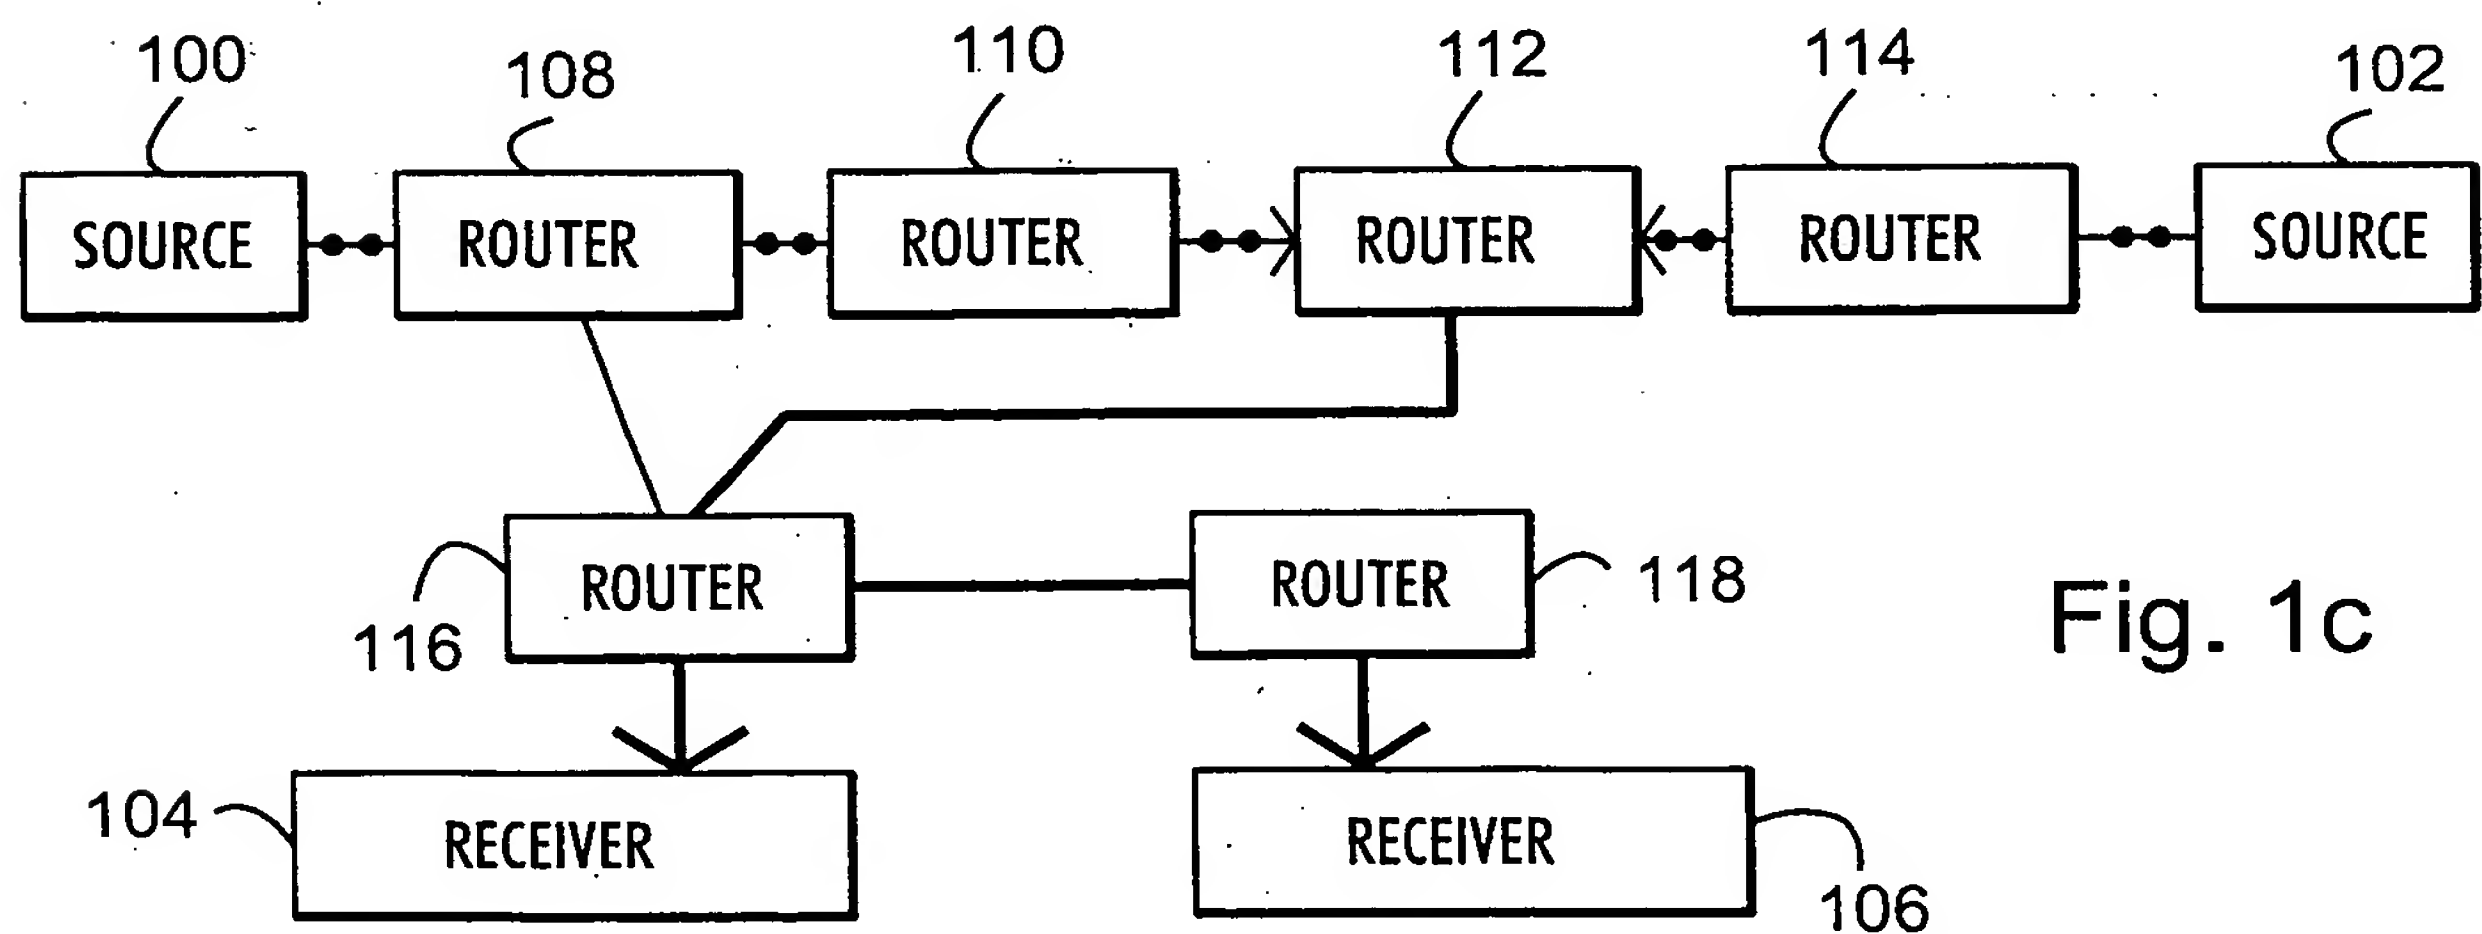 100 108 110 112 114 102
SOURCE ROUTER ROUTER ROUTER ROUTER SOURCE
116 ROUTER ROUTER 118
Fig. 1c
104 RECEIVER RECEIVER 106